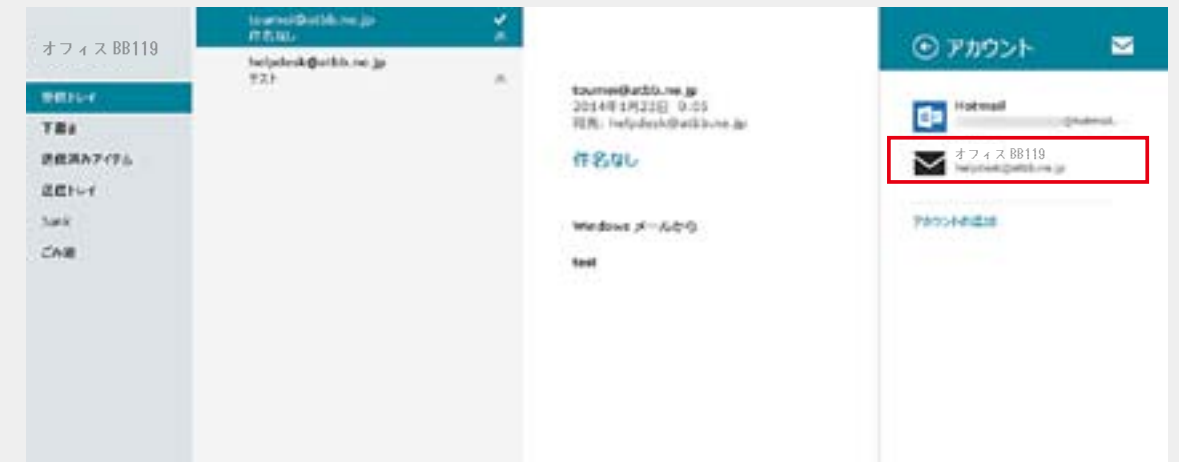 オフィスBB119
受信トレイ
下書き
送信済みアイテム
送信トレイ
Junk
ごみ箱
件名なし
helpdesk@atbb.ne.jp
テスト
2014年1月22日 9:05
宛先: helpdesk@atbb.ne.jp
件名なし
Windows メールから
test
アカウント
Hotmail
オフィスBB119
helpdesk@atbb.ne.jp
アカウントの追加